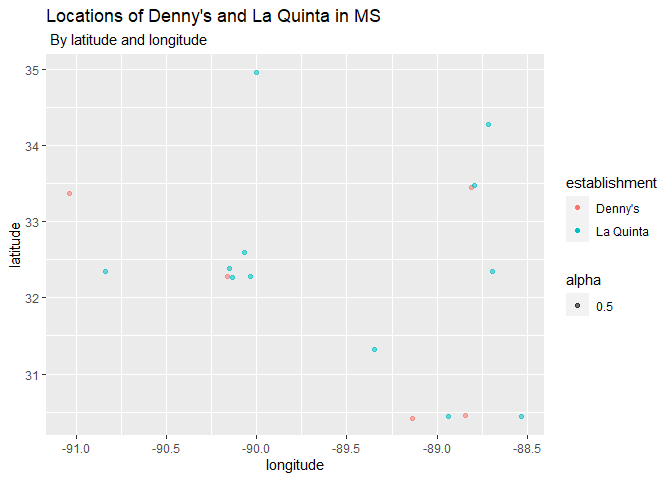 Locations of Denny's and La Quinta in MS
By latitude and longitude
35
34
33
32
31
latitude
-91.0
-90.5
-90.0
-89.5
-89.0
-88.5
longitude
establishment
Denny's
La Quinta
alpha
0.5